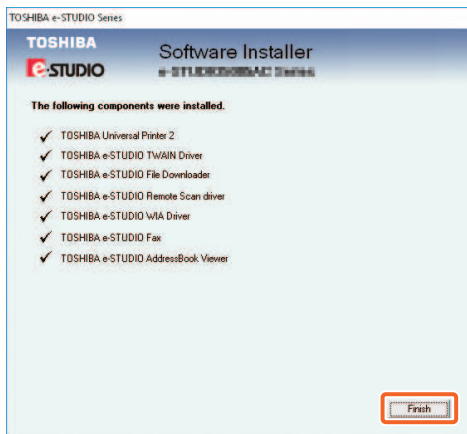 TOSHIBA e-STUDIO Series
TOSHIBA
e-STUDIO
Software Installer
The following components were installed.
TOSHIBA Universal Printer 2
TOSHIBA e-STUDIO TWAIN Driver
TOSHIBA e-STUDIO File Downloader
TOSHIBA e-STUDIO Remote Scan driver
TOSHIBA e-STUDIO WIA Driver
TOSHIBA e-STUDIO Fax
TOSHIBA e-STUDIO AddressBook Viewer
Finish